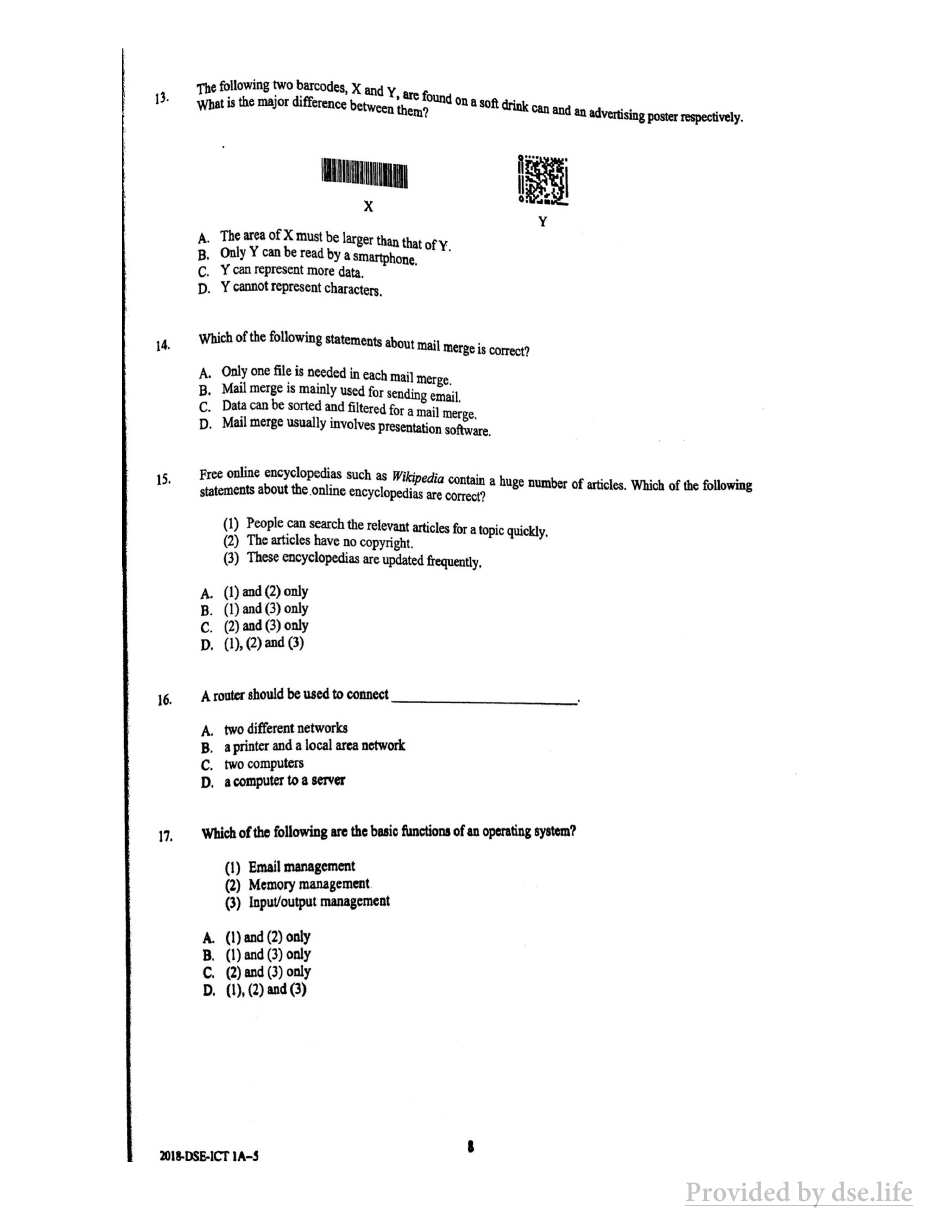 13. The following two barcodes, X and Y, are found on a soft drink can and an advertising poster respectively.
What is the major difference between them?
X
Y
A. The area of X must be larger than that of Y.
B. Only Y can be read by a smartphone.
C. Y can represent more data.
D. Y cannot represent characters.
14. Which of the following statements about mail merge is correct?
A. Only one file is needed in each mail merge.
B. Mail merge is mainly used for sending email.
C. Data can be sorted and filtered for a mail merge.
D. Mail merge usually involves presentation software.
15. Free online encyclopedias such as Wikipedia contain a huge number of articles. Which of the following
statements about the online encyclopedias are correct?
(1) People can search the relevant articles for a topic quickly.
(2) The articles have no copyright.
(3) These encyclopedias are updated frequently.
A. (1) and (2) only
B. (1) and (3) only
C. (2) and (3) only
D. (1), (2) and (3)
16. A router should be used to connect ____________________.
A. two different networks
B. a printer and a local area network
C. two computers
D. a computer to a server
17. Which of the following are the basic functions of an operating system?
(1) Email management
(2) Memory management
(3) Input/output management
A. (1) and (2) only
B. (1) and (3) only
C. (2) and (3) only
D. (1), (2) and (3)
2018-DSE-ICT 1A–5
8
Provided by dse.life